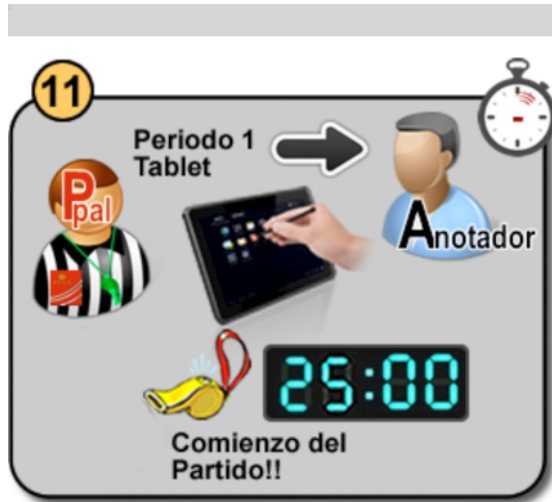 11
Periodo 1
Tablet
Ppal
Anotador
25:00
Comienzo del
Partido!!